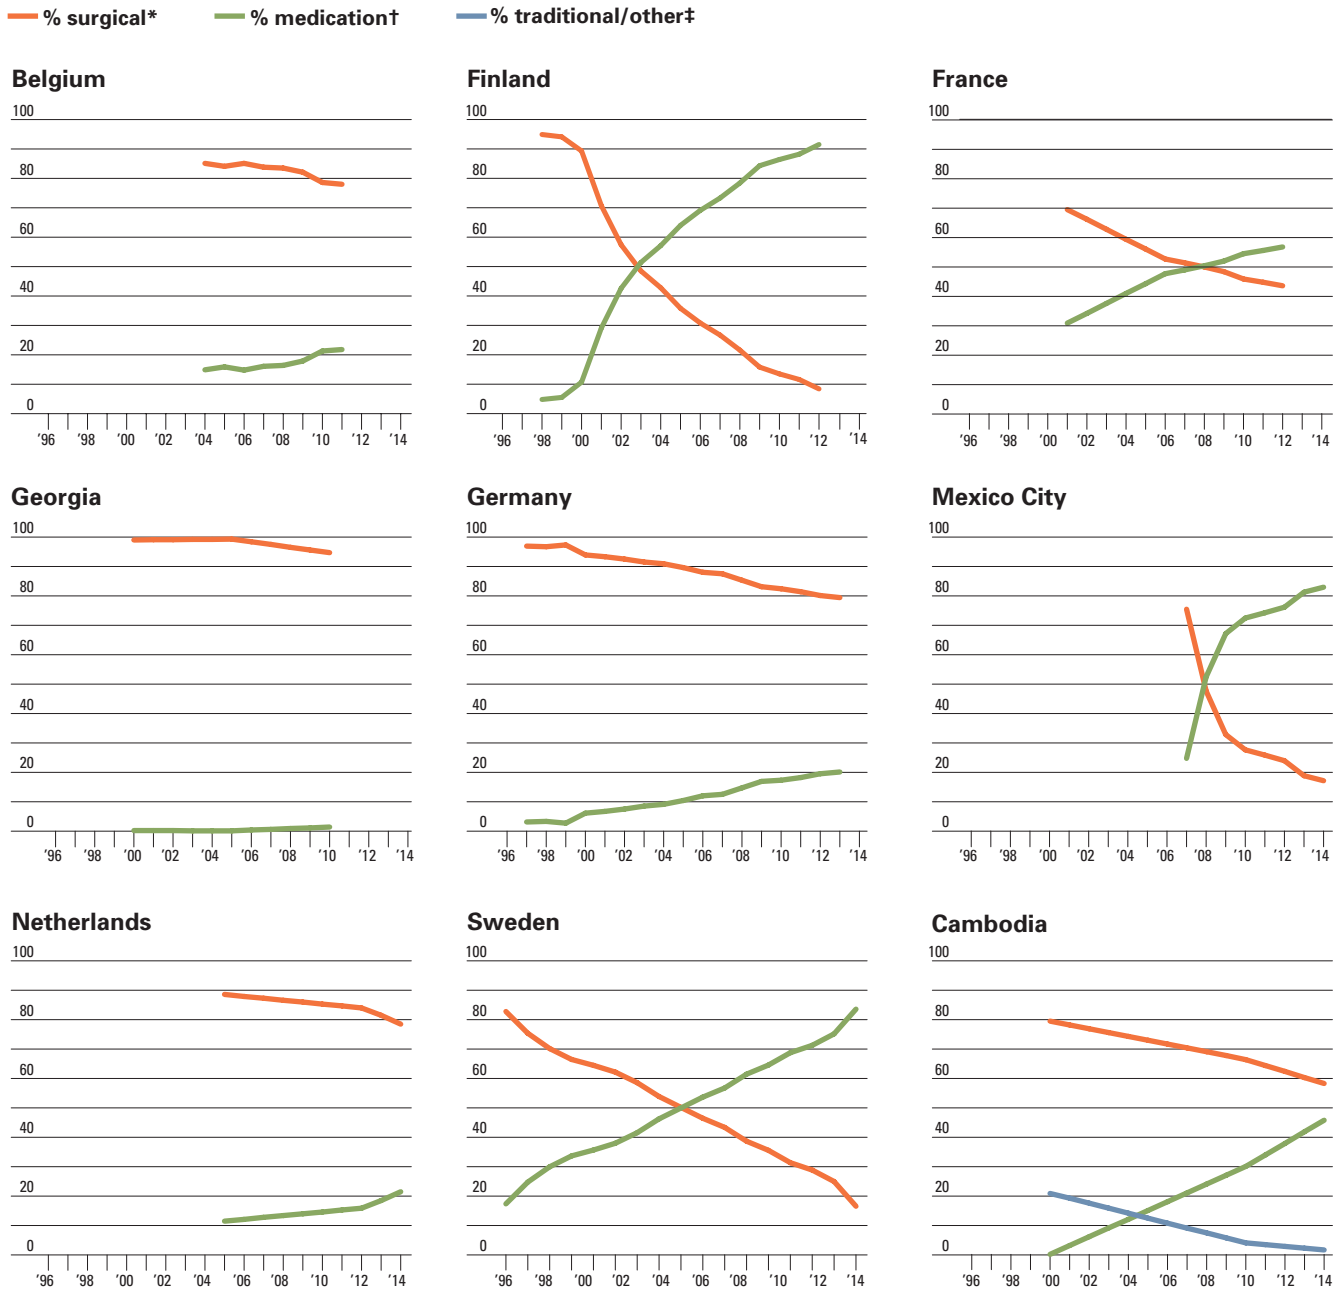 % surgical* % medication† % traditional/other‡
Belgium Finland France
100 100 100
80 80 80
60 60 60
40 40 40
20 20 20
0 0 0
’96 ’98 ’00 ’02 ’04 ’06 ’08 ’10 ’12 ’14 ’96 ’98 ’00 ’02 ’04 ’06 ’08 ’10 ’12 ’14 ’96 ’98 ’00 ’02 ’04 ’06 ’08 ’10 ’12 ’14
Georgia Germany Mexico City
100 100 100
80 80 80
60 60 60
40 40 40
20 20 20
0 0 0
’96 ’98 ’00 ’02 ’04 ’06 ’08 ’10 ’12 ’14 ’96 ’98 ’00 ’02 ’04 ’06 ’08 ’10 ’12 ’14 ’96 ’98 ’00 ’02 ’04 ’06 ’08 ’10 ’12 ’14
Netherlands Sweden Cambodia
100 100 100
80 80 80
60 60 60
40 40 40
20 20 20
0 0 0
’96 ’98 ’00 ’02 ’04 ’06 ’08 ’10 ’12 ’14 ’96 ’98 ’00 ’02 ’04 ’06 ’08 ’10 ’12 ’14 ’96 ’98 ’00 ’02 ’04 ’06 ’08 ’10 ’12 ’14